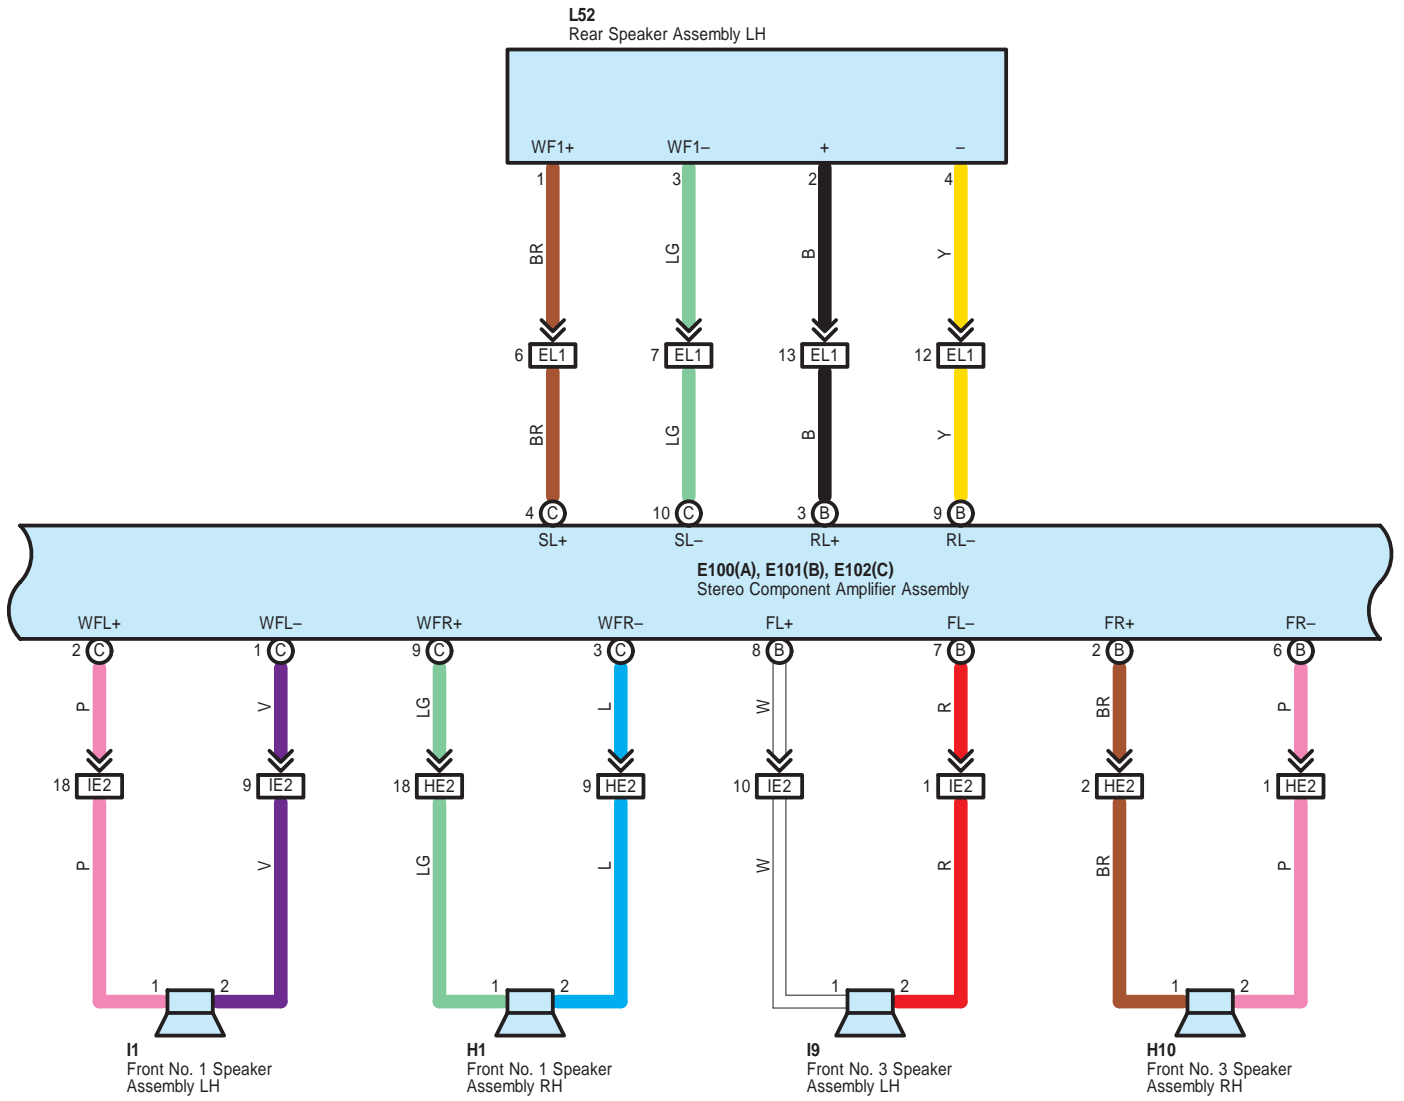 L52
Rear Speaker Assembly LH
WF1+ WF1– + –
1 3 2 4
BR LG B Y
6 EL1 7 EL1 13 EL1 12 EL1
BR LG B Y
4 C 10 C 3 B 9 B
SL+ SL– RL+ RL–
E100(A), E101(B), E102(C)
Stereo Component Amplifier Assembly
WFL+ WFL– WFR+ WFR– FL+ FL– FR+ FR–
2 C 1 C 9 C 3 C 8 B 7 B 2 B 6 B
P V LG L W R BR P
18 IE2 9 IE2 18 HE2 9 HE2 10 IE2 1 IE2 2 HE2 1 HE2
P V LG L W R BR P
1 2 1 2 1 2 1 2
I1
Front No. 1 Speaker
Assembly LH
H1
Front No. 1 Speaker
Assembly RH
I9
Front No. 3 Speaker
Assembly LH
H10
Front No. 3 Speaker
Assembly RH